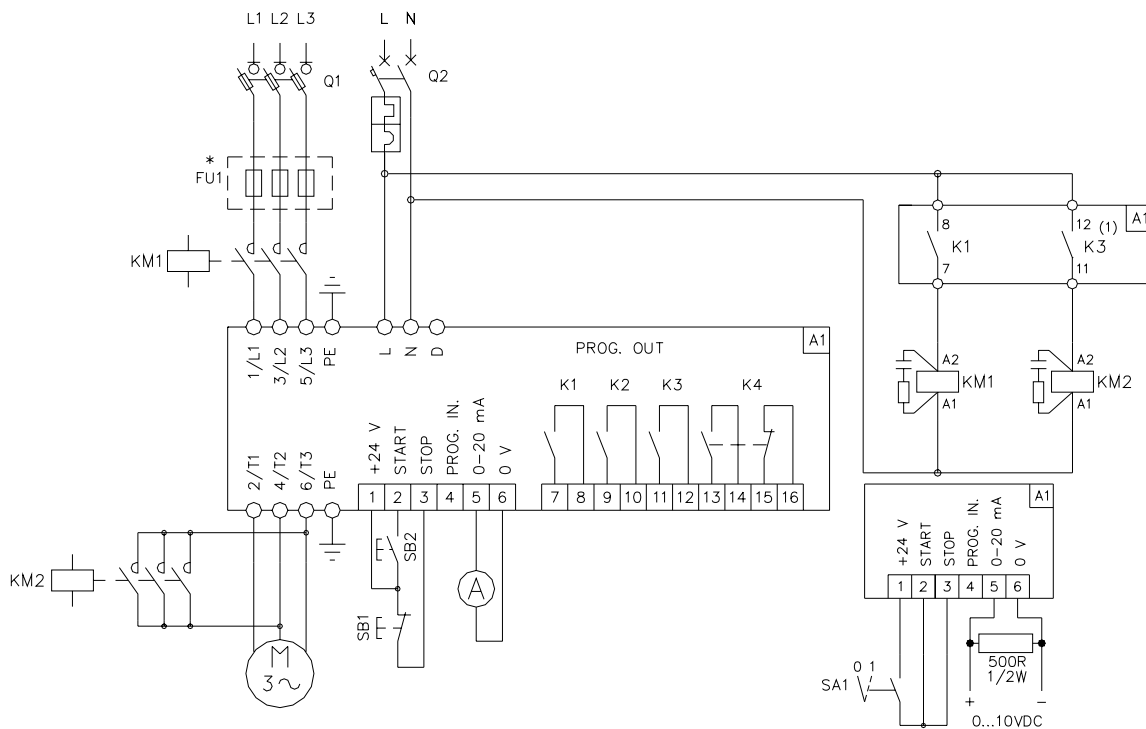 L1 L2 L3
L N
Q1
Q2
*
FU1
KM1
A1
8
K1
7
12 (1)
K3
11
1/L1
3/L2
5/L3
PE
L
N
D
PROG. OUT
A1
A2
KM1
A1
A2
KM2
A1
2/T1
4/T2
6/T3
PE
+24 V
START
STOP
PROG. IN.
0-20 mA
0 V
K1 K2 K3 K4
1 2 3 4 5 6
7 8 9 10 11 12 13 14 15 16
KM2
SB2
SB1
A
M
3~
A1
+24 V
START
STOP
PROG. IN.
0-20 mA
0 V
1 2 3 4 5 6
SA1
0 1
500R
1/2W
+ -
0...10VDC